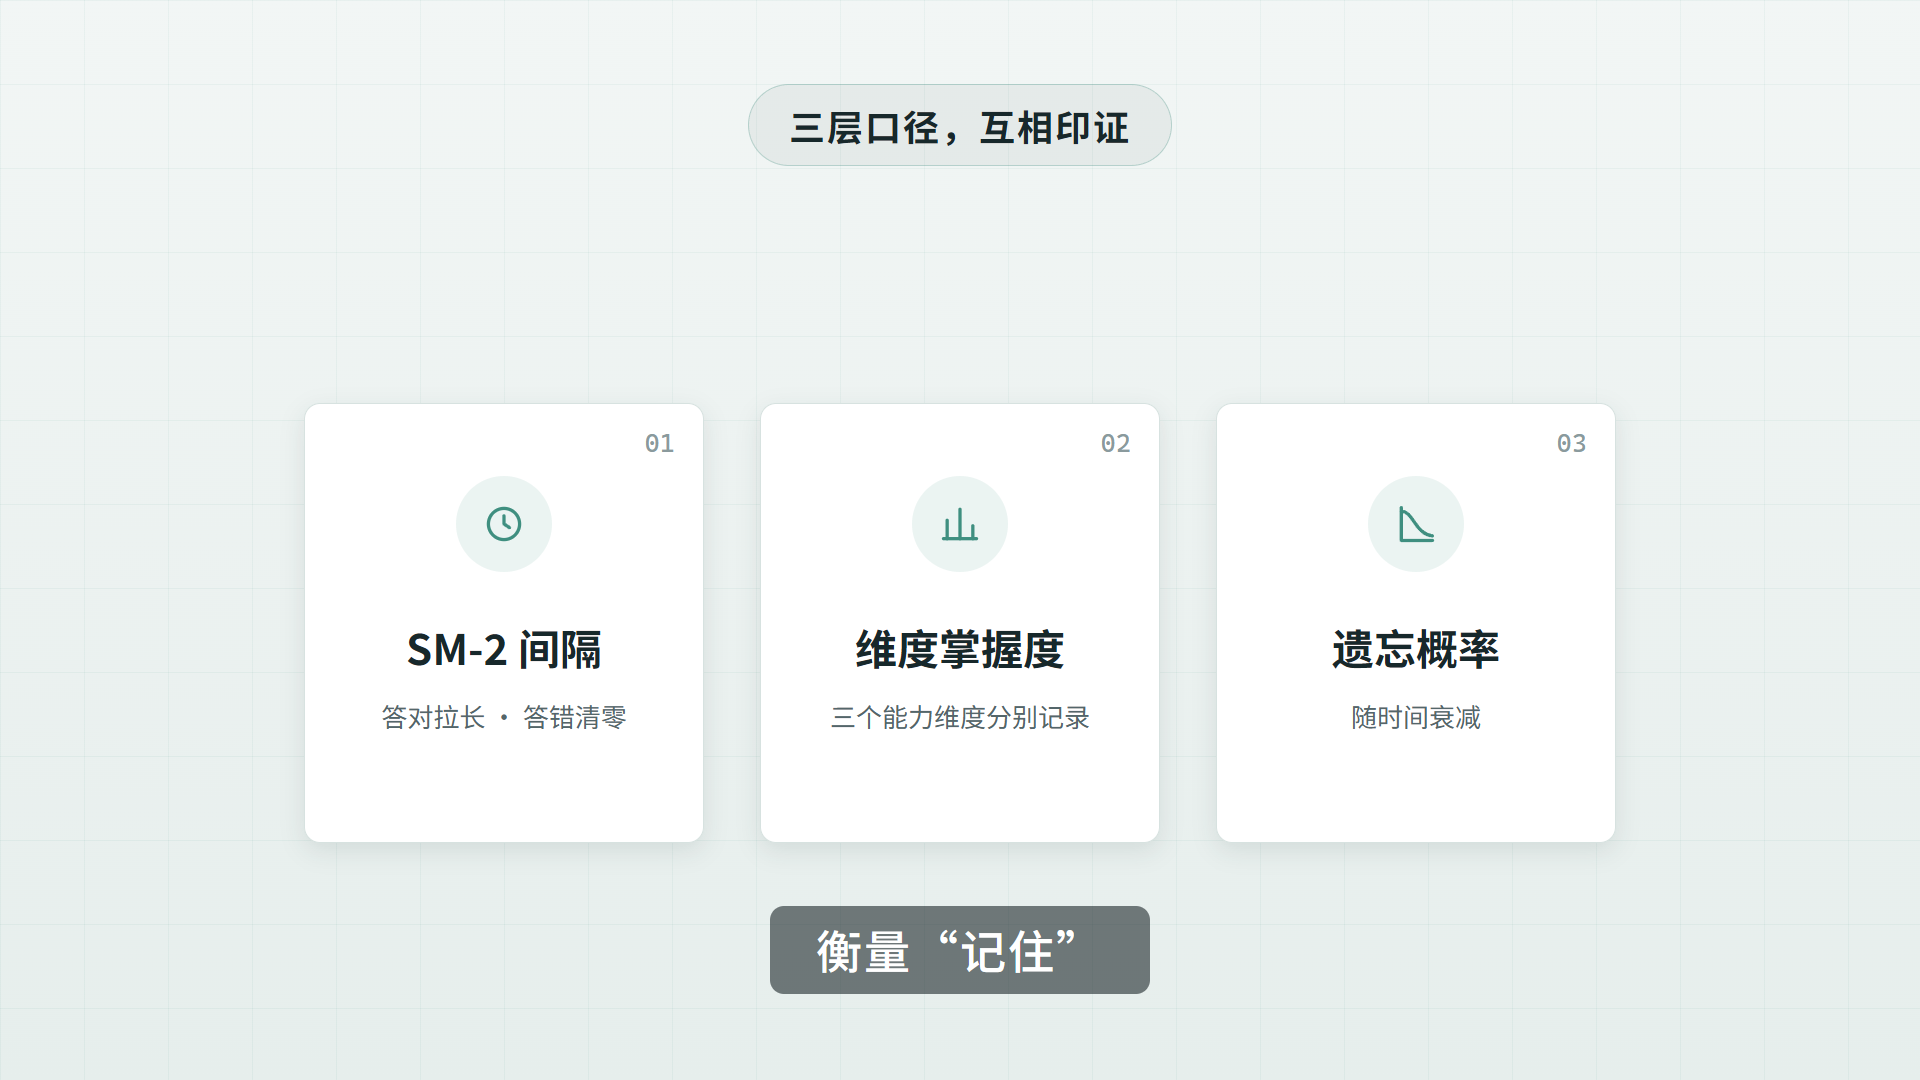 三层口径，互相印证
01
SM-2 间隔
答对拉长 · 答错清零
02
维度掌握度
三个能力维度分别记录
03
遗忘概率
随时间衰减
衡量“记住”